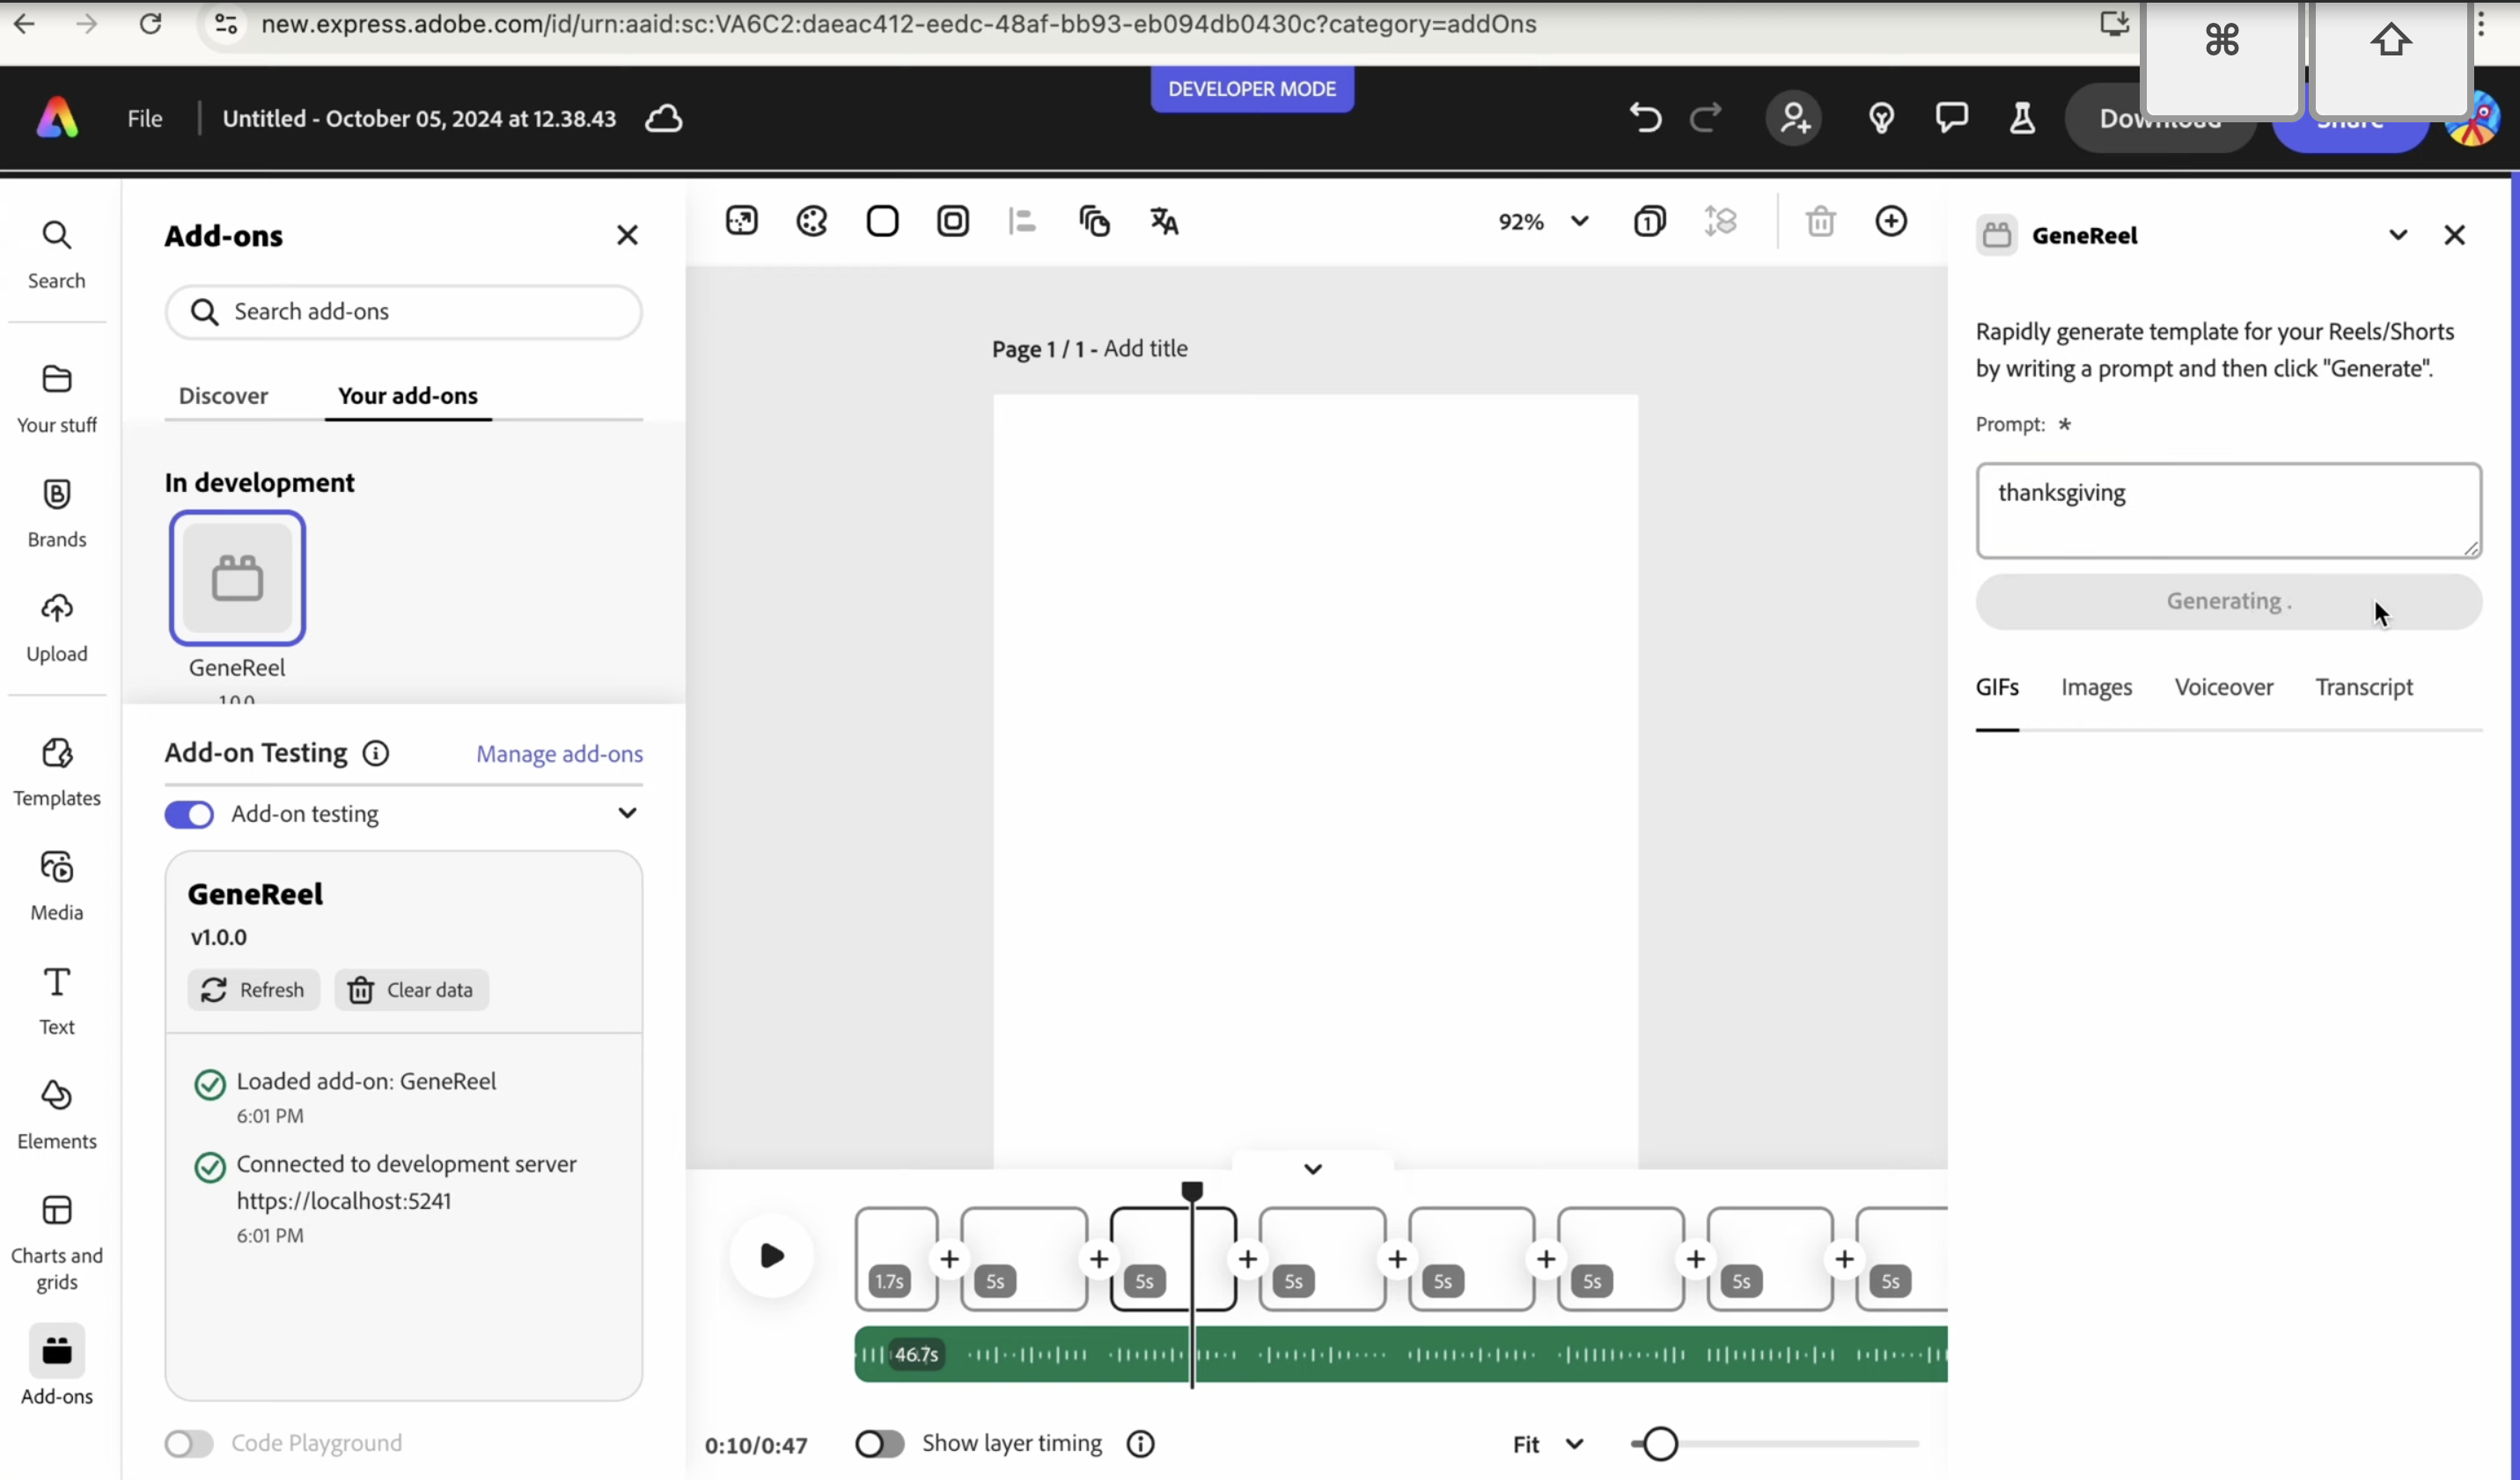 new.express.adobe.com/id/urn:aaid:sc:VA6C2:daeac412-eedc-48af-bb93-eb094db0430c?category=addOns
⌘
⇧
File
Untitled - October 05, 2024 at 12.38.43
DEVELOPER MODE
Download
Share
Search
Your stuff
Brands
Upload
Templates
Media
Text
Elements
Charts and
grids
Add-ons
Add-ons
Search add-ons
Discover
Your add-ons
In development
GeneReel
1.0.0
Add-on Testing
Manage add-ons
Add-on testing
GeneReel
v1.0.0
Refresh
Clear data
Loaded add-on: GeneReel
6:01 PM
Connected to development server
https://localhost:5241
6:01 PM
Code Playground
92%
1
Page 1 / 1 - Add title
1.7s
5s
5s
5s
5s
5s
5s
5s
46.7s
0:10/0:47
Show layer timing
Fit
GeneReel
Rapidly generate template for your Reels/Shorts
by writing a prompt and then click "Generate".
Prompt: *
thanksgiving
Generating .
GIFs
Images
Voiceover
Transcript